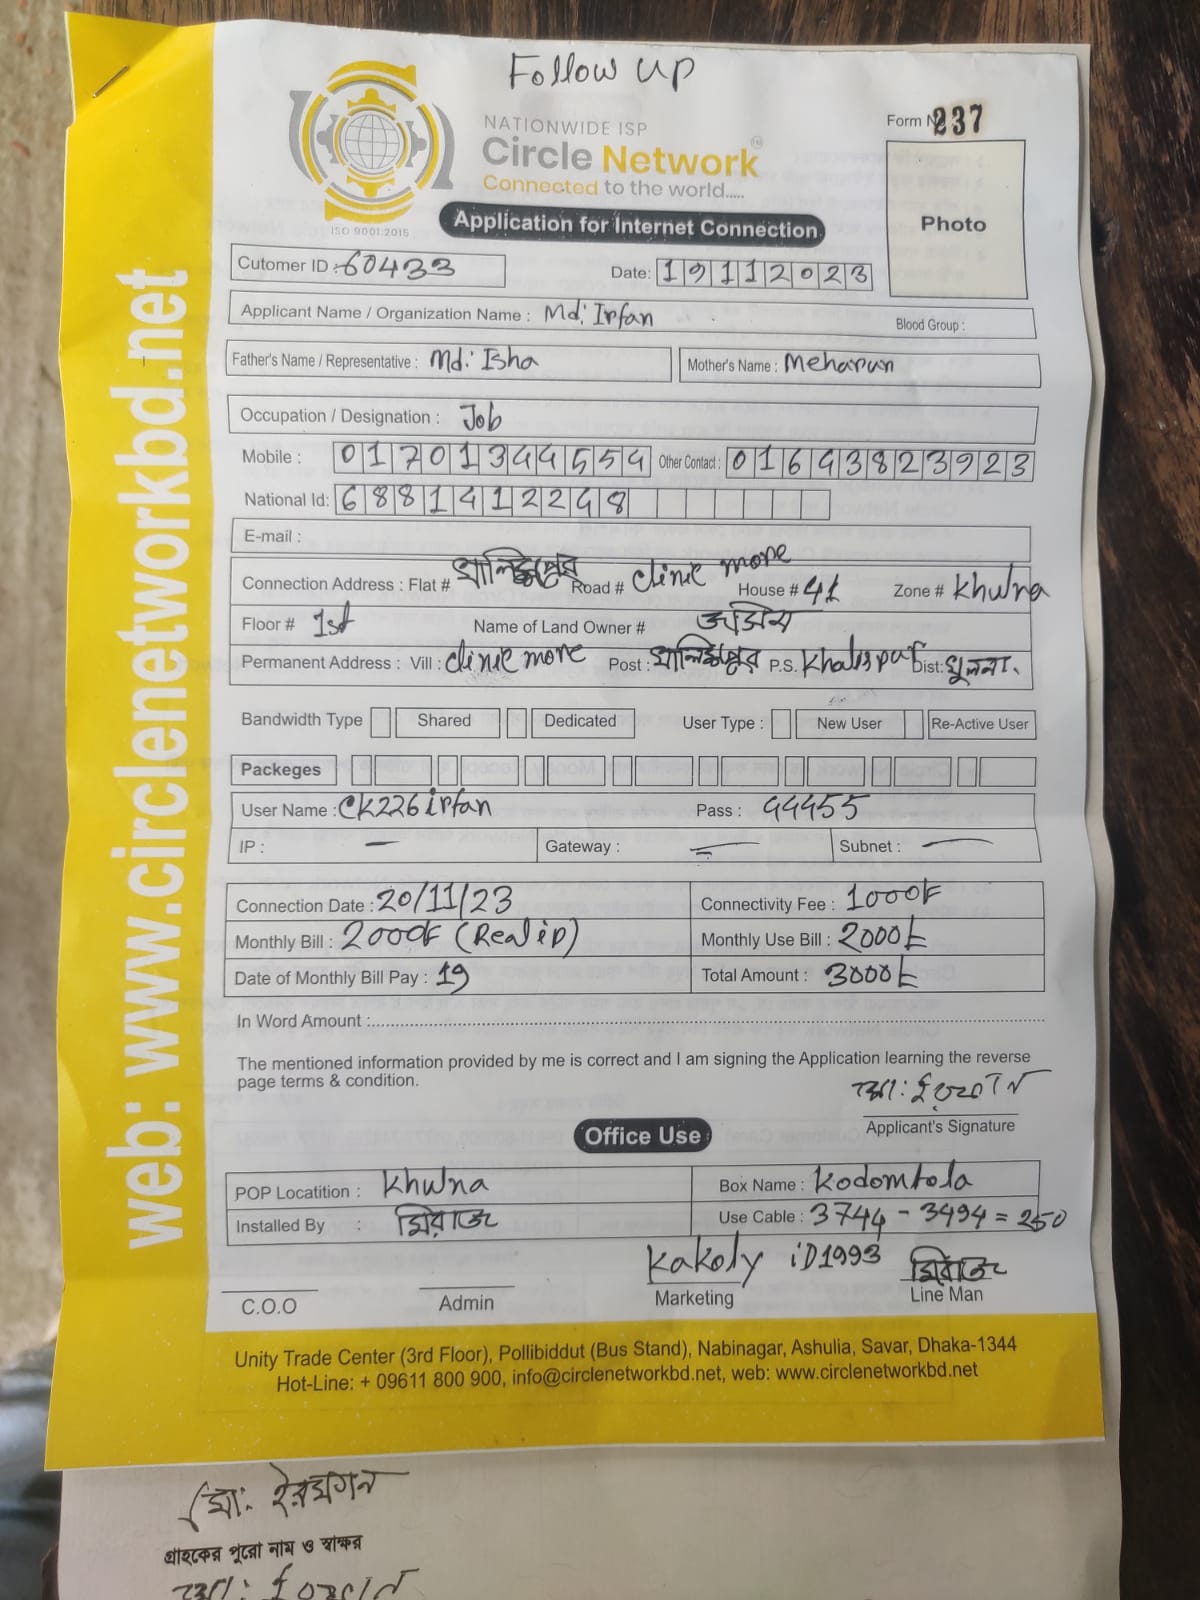 Follow up
NATIONWIDE ISP
Circle Network
Connected to the world.....
ISO 9001:2015
Form No 237
Photo
Application for Internet Connection
Cutomer ID : 60433
Date: 19112023
Applicant Name / Organization Name : Md: Irfan
Blood Group :
Father's Name / Representative : Md: Isha
Mother's Name : Meharun
Occupation / Designation : Job
Mobile : 01701344554 Other Contact : 01643823923
National Id: 6881412248
E-mail :
Connection Address : Flat # খালিশপুর Road # clinic more House # 41 Zone # Khulna
Floor # 1st Name of Land Owner #
Permanent Address : Vill : clinic more Post : খালিশপুর P.S. Khalispur Dist: খুলনা.
Bandwidth Type Shared Dedicated User Type : New User Re-Active User
Packeges
User Name : CK226irfan Pass : 44455
IP : — Gateway : = Subnet : —
Connection Date : 20/11/23 Connectivity Fee : 1000৳
Monthly Bill : 2000৳ (Real ip) Monthly Use Bill : 2000৳
Date of Monthly Bill Pay : 19 Total Amount : 3000৳
In Word Amount :
The mentioned information provided by me is correct and I am signing the Application learning the reverse
page terms & condition.
মো: ইরফান
Applicant's Signature
Office Use
POP Locatition : Khulna Box Name : Kodomtola
Installed By : মিরাজ Use Cable : 3744 - 3494 = 250
Kakoly iD1993 মিরাজ
C.O.O Admin Marketing Line Man
Unity Trade Center (3rd Floor), Pollibiddut (Bus Stand), Nabinagar, Ashulia, Savar, Dhaka-1344
Hot-Line: + 09611 800 900, info@circlenetworkbd.net, web: www.circlenetworkbd.net
web: www.circlenetworkbd.net
মো: ইরফান
গ্রাহকের পুরো নাম ও স্বাক্ষর
মো: ইরফান